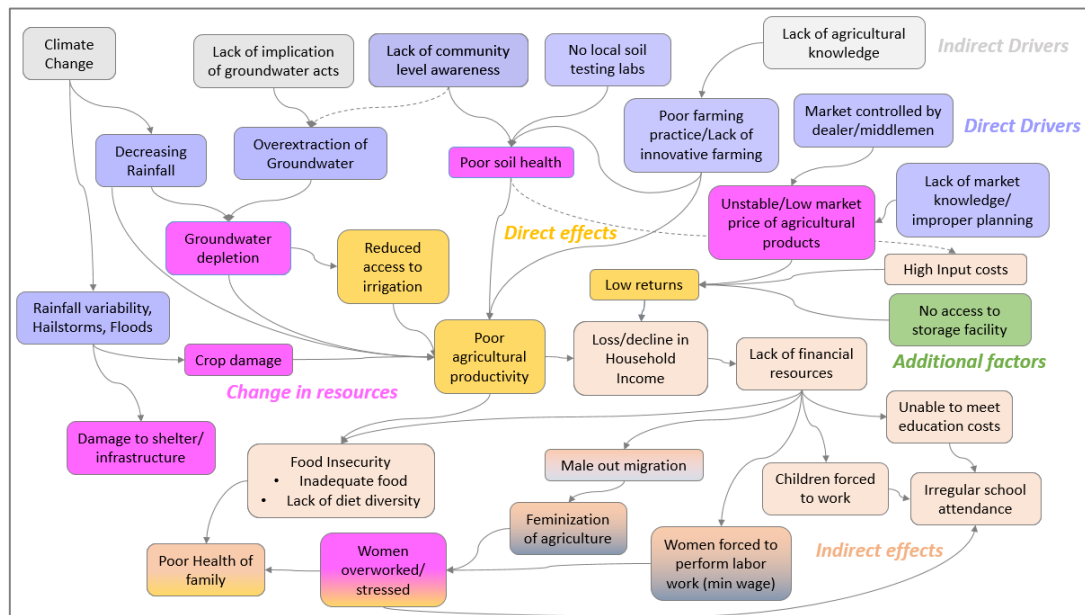 Climate
Change
Lack of implication
of groundwater acts
Lack of community
level awareness
No local soil
testing labs
Lack of agricultural
knowledge
Indirect Drivers
Decreasing
Rainfall
Overextraction of
Groundwater
Poor soil health
Poor farming
practice/Lack of
innovative farming
Market controlled by
dealer/middlemen
Direct Drivers
Groundwater
depletion
Reduced
access to
irrigation
Direct effects
Unstable/Low market
price of agricultural
products
Lack of market
knowledge/
improper planning
Rainfall variability,
Hailstorms, Floods
Low returns
High Input costs
No access to
storage facility
Additional factors
Crop damage
Change in resources
Poor
agricultural
productivity
Loss/decline in
Household
Income
Lack of financial
resources
Damage to shelter/
infrastructure
Food Insecurity
• Inadequate food
• Lack of diet diversity
Male out migration
Unable to meet
education costs
Children forced
to work
Irregular school
attendance
Feminization
of agriculture
Indirect effects
Poor Health of
family
Women
overworked/
stressed
Women forced to
perform labor
work (min wage)